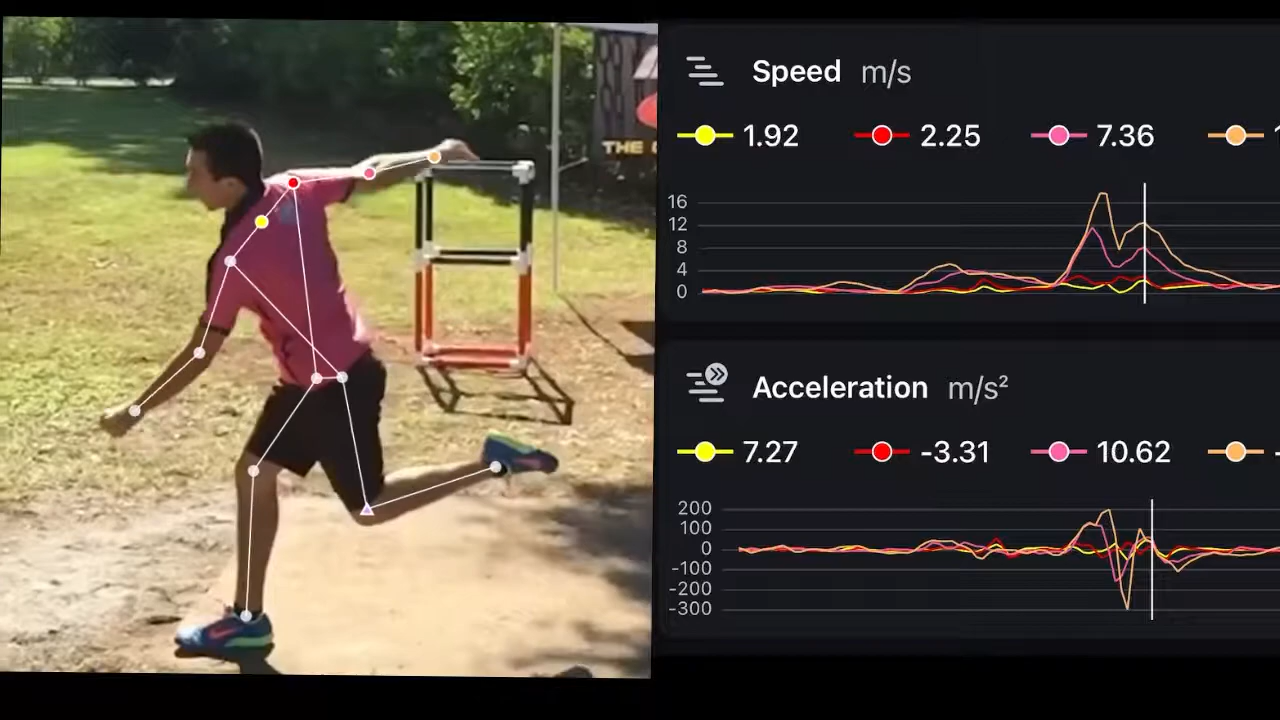 THE
Speed m/s
1.92 2.25 7.36
16
12
8
4
0
Acceleration m/s²
7.27 -3.31 10.62
200
100
0
-100
-200
-300